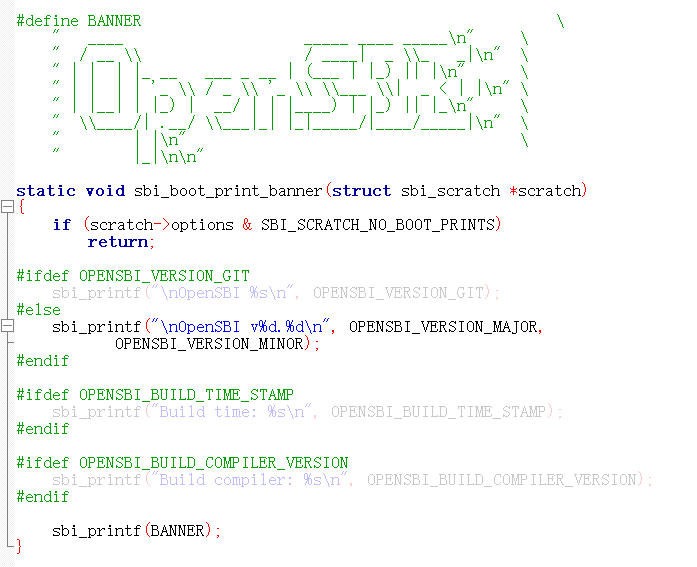 #define BANNER                                              \
    "   ____                    _____ ____ _____\n"     \
    "  / __ \\                  / ____|  _ \\_   _|\n"  \
    " | |  | |_ __   ___ _ __ | (___ | |_) || |\n"      \
    " | |  | | '_ \\ / _ \\ '_ \\ \\___ \\|  _ < | |\n" \
    " | |__| | |_) |  __/ | | |____) | |_) || |_\n"     \
    "  \\____/| .__/ \\___|_| |_|_____/|____/_____|\n"  \
    "        | |\n"                                     \
    "        |_|\n\n"
static void sbi_boot_print_banner(struct sbi_scratch *scratch)
{
    if (scratch->options & SBI_SCRATCH_NO_BOOT_PRINTS)
        return;
#ifdef OPENSBI_VERSION_GIT
    sbi_printf("\nOpenSBI %s\n", OPENSBI_VERSION_GIT);
#else
    sbi_printf("\nOpenSBI v%d.%d\n", OPENSBI_VERSION_MAJOR,
           OPENSBI_VERSION_MINOR);
#endif
#ifdef OPENSBI_BUILD_TIME_STAMP
    sbi_printf("Build time: %s\n", OPENSBI_BUILD_TIME_STAMP);
#endif
#ifdef OPENSBI_BUILD_COMPILER_VERSION
    sbi_printf("Build compiler: %s\n", OPENSBI_BUILD_COMPILER_VERSION);
#endif
    sbi_printf(BANNER);
}